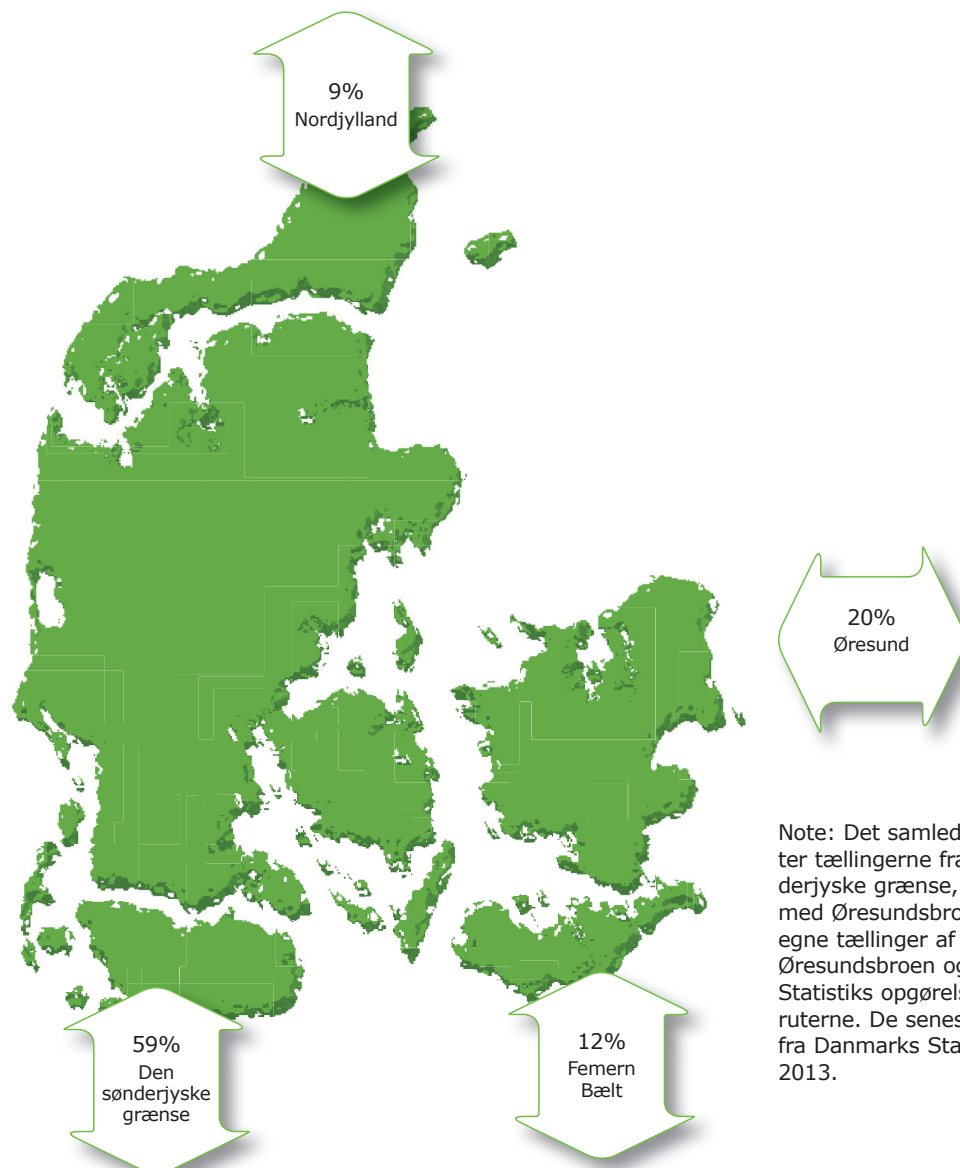 9%
Nordjylland
20%
Øresund
Note: Det samled
ter tællingerne fra
derjyske grænse,
med Øresundsbro
egne tællinger af
Øresundsbroen og
Statistiks opgørels
ruterne. De senes
fra Danmarks Sta
2013.
59%
Den
sønderjyske
grænse
12%
Femern
Bælt